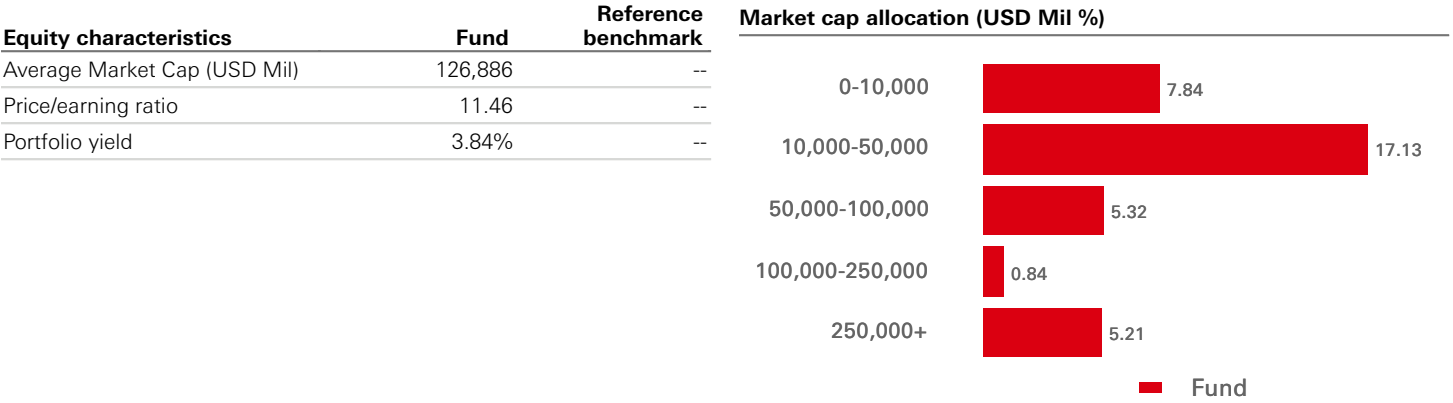 Equity characteristics Fund Reference benchmark
Average Market Cap (USD Mil) 126,886 --
Price/earning ratio 11.46 --
Portfolio yield 3.84% --
Market cap allocation (USD Mil %)
0-10,000 7.84
10,000-50,000 17.13
50,000-100,000 5.32
100,000-250,000 0.84
250,000+ 5.21
Fund